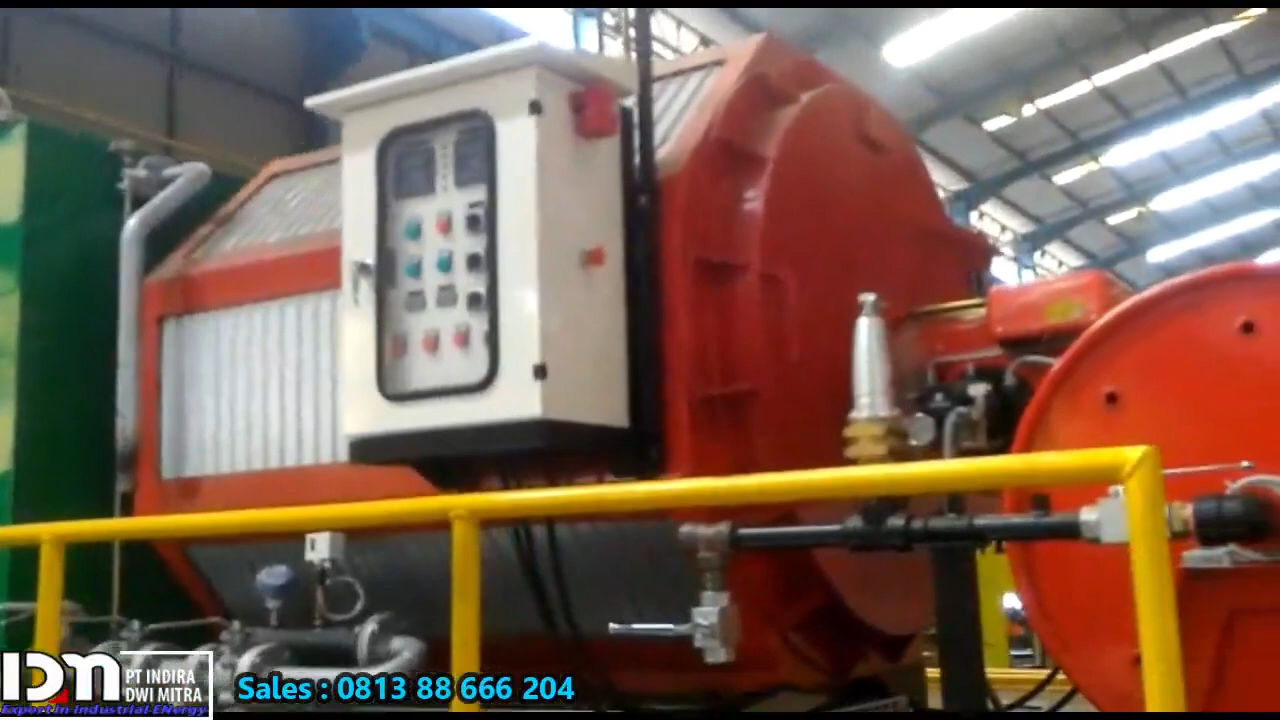 IDM
PT INDIRA
DWI MITRA
Expert in Industrial ENergy
Sales : 0813 88 666 204